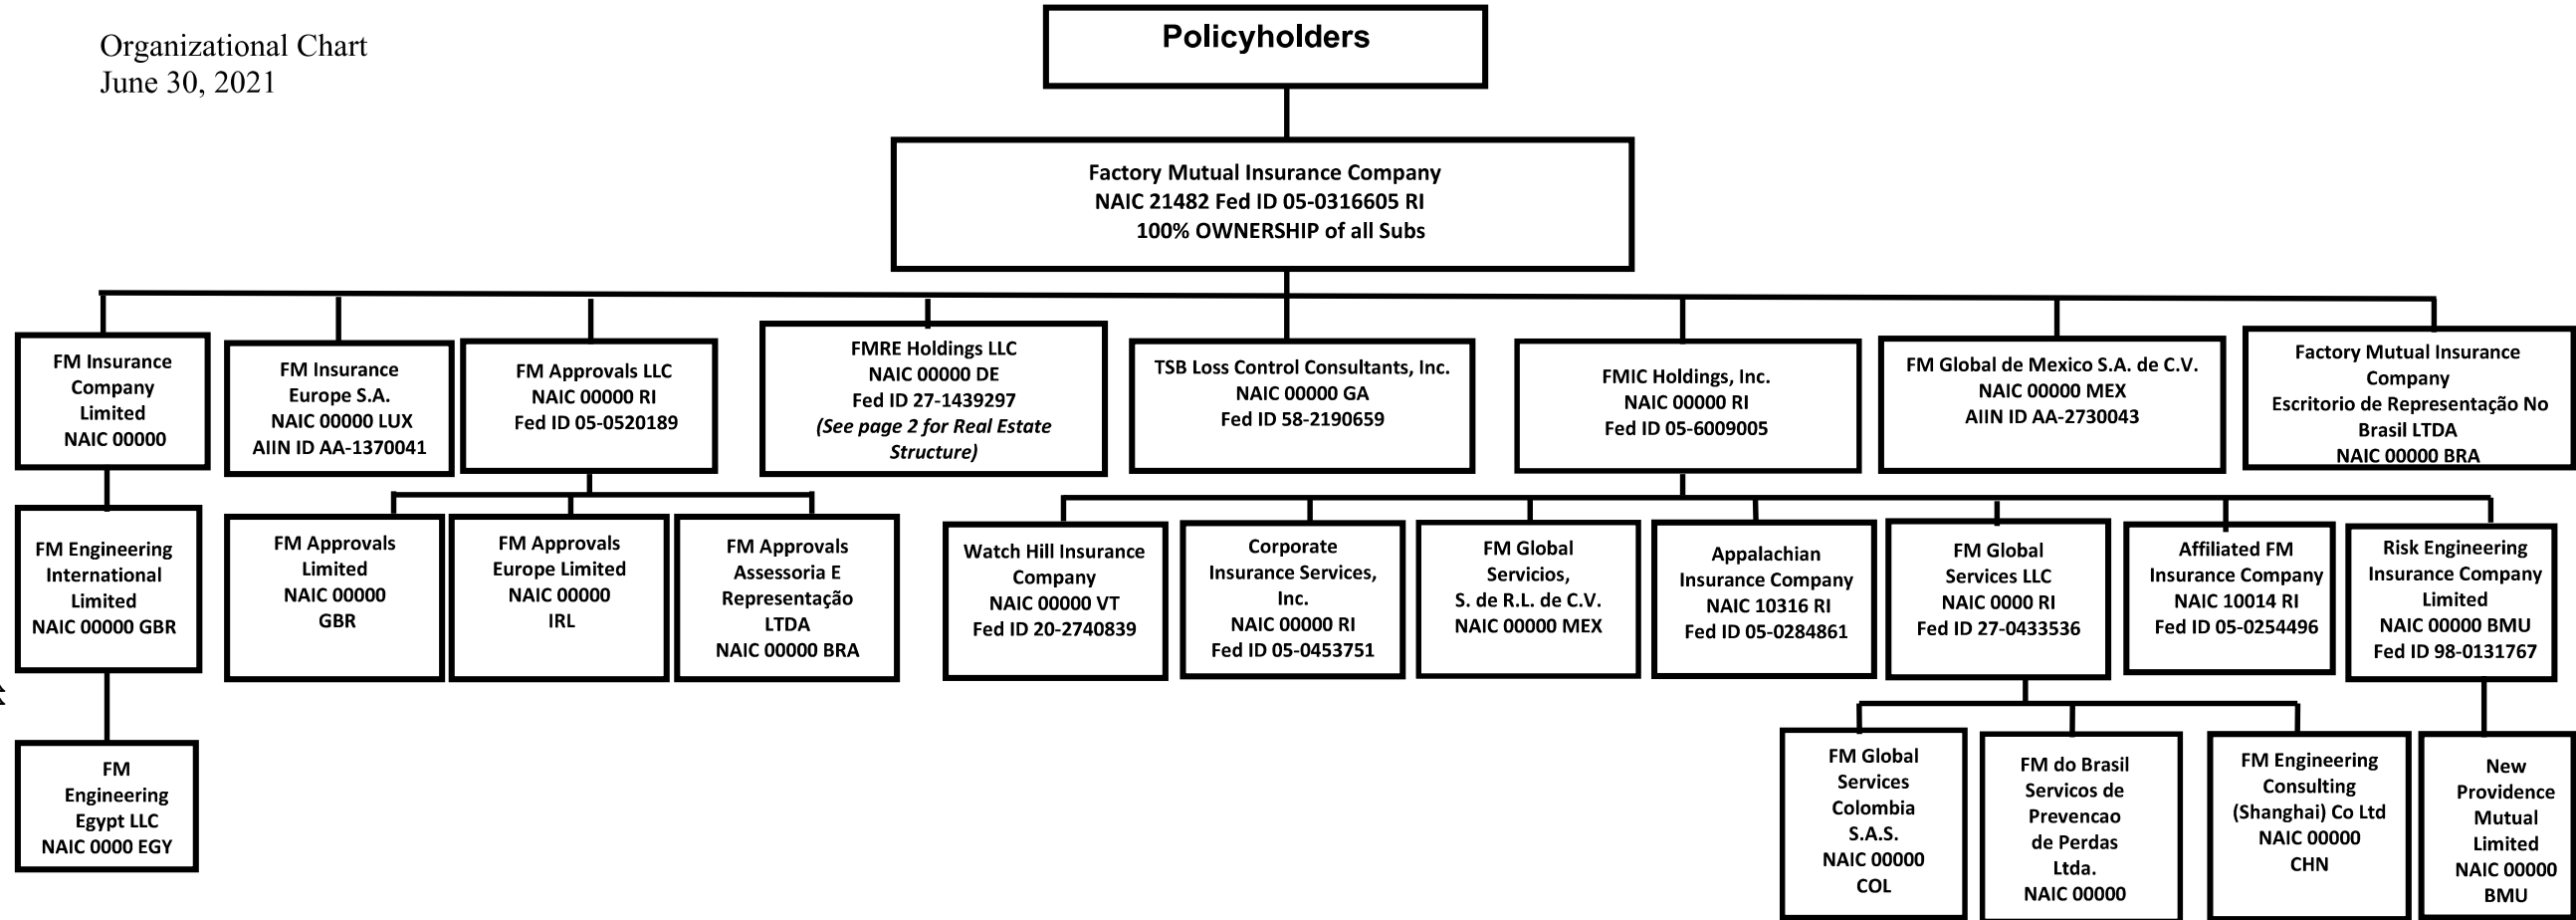 Organizational Chart
June 30, 2021
Policyholders
Factory Mutual Insurance Company
NAIC 21482 Fed ID 05-0316605 RI
100% OWNERSHIP of all Subs
FM Insurance
Company
Limited
NAIC 00000
FM Insurance
Europe S.A.
NAIC 00000 LUX
AIIN ID AA-1370041
FM Approvals LLC
NAIC 00000 RI
Fed ID 05-0520189
FMRE Holdings LLC
NAIC 00000 DE
Fed ID 27-1439297
(See page 2 for Real Estate
Structure)
TSB Loss Control Consultants, Inc.
NAIC 00000 GA
Fed ID 58-2190659
FMIC Holdings, Inc.
NAIC 00000 RI
Fed ID 05-6009005
FM Global de Mexico S.A. de C.V.
NAIC 00000 MEX
AIIN ID AA-2730043
Factory Mutual Insurance
Company
Escritorio de Representação No
Brasil LTDA
NAIC 00000 BRA
FM Engineering
International
Limited
NAIC 00000 GBR
FM Approvals
Limited
NAIC 00000
GBR
FM Approvals
Europe Limited
NAIC 00000
IRL
FM Approvals
Assessoria E
Representação
LTDA
NAIC 00000 BRA
Watch Hill Insurance
Company
NAIC 00000 VT
Fed ID 20-2740839
Corporate
Insurance Services,
Inc.
NAIC 00000 RI
Fed ID 05-0453751
FM Global
Servicios,
S. de R.L. de C.V.
NAIC 00000 MEX
Appalachian
Insurance Company
NAIC 10316 RI
Fed ID 05-0284861
FM Global
Services LLC
NAIC 0000 RI
Fed ID 27-0433536
Affiliated FM
Insurance Company
NAIC 10014 RI
Fed ID 05-0254496
Risk Engineering
Insurance Company
Limited
NAIC 00000 BMU
Fed ID 98-0131767
FM
Engineering
Egypt LLC
NAIC 0000 EGY
FM Global
Services
Colombia
S.A.S.
NAIC 00000
COL
FM do Brasil
Servicos de
Prevencao
de Perdas
Ltda.
NAIC 00000
FM Engineering
Consulting
(Shanghai) Co Ltd
NAIC 00000
CHN
New
Providence
Mutual
Limited
NAIC 00000
BMU